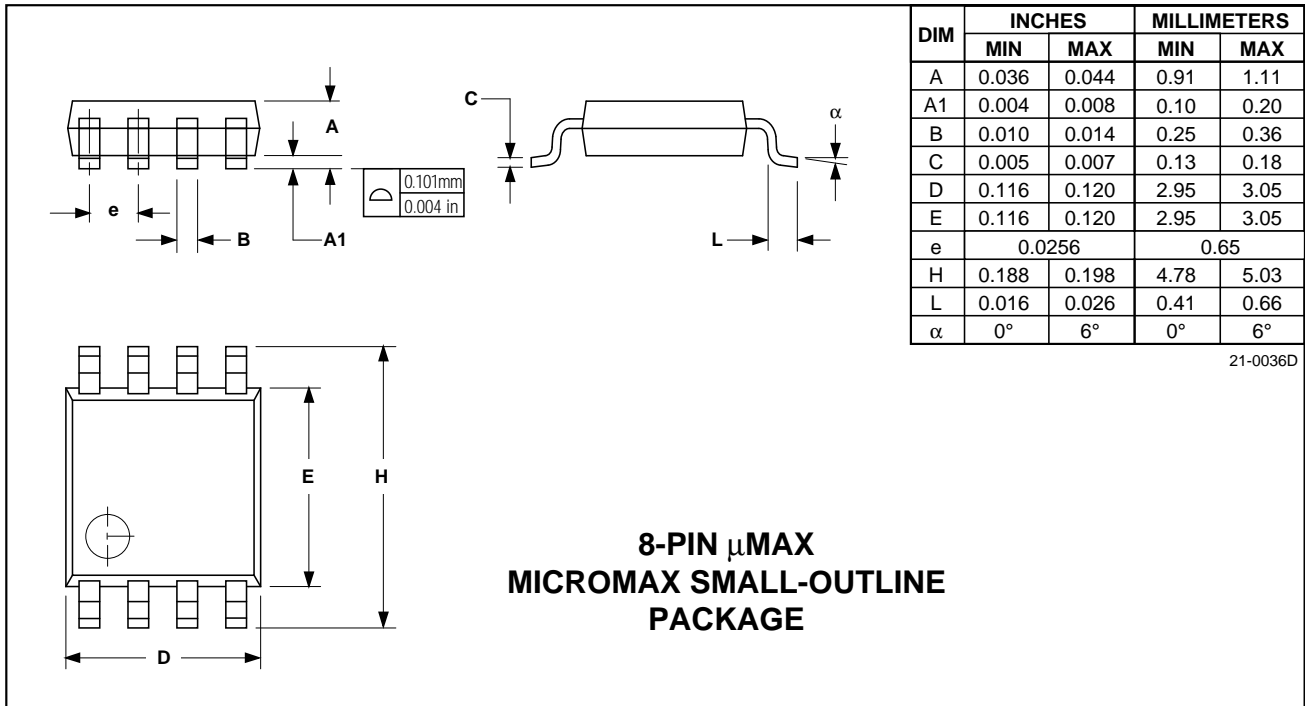 DIM INCHES MILLIMETERS
MIN MAX MIN MAX
A 0.036 0.044 0.91 1.11
A1 0.004 0.008 0.10 0.20
B 0.010 0.014 0.25 0.36
C 0.005 0.007 0.13 0.18
D 0.116 0.120 2.95 3.05
E 0.116 0.120 2.95 3.05
e 0.0256 0.65
H 0.188 0.198 4.78 5.03
L 0.016 0.026 0.41 0.66
α 0° 6° 0° 6°
21-0036D
A
C
α
0.101mm
0.004 in
e
B
A1
L
E
H
D
8-PIN µMAX
MICROMAX SMALL-OUTLINE
PACKAGE